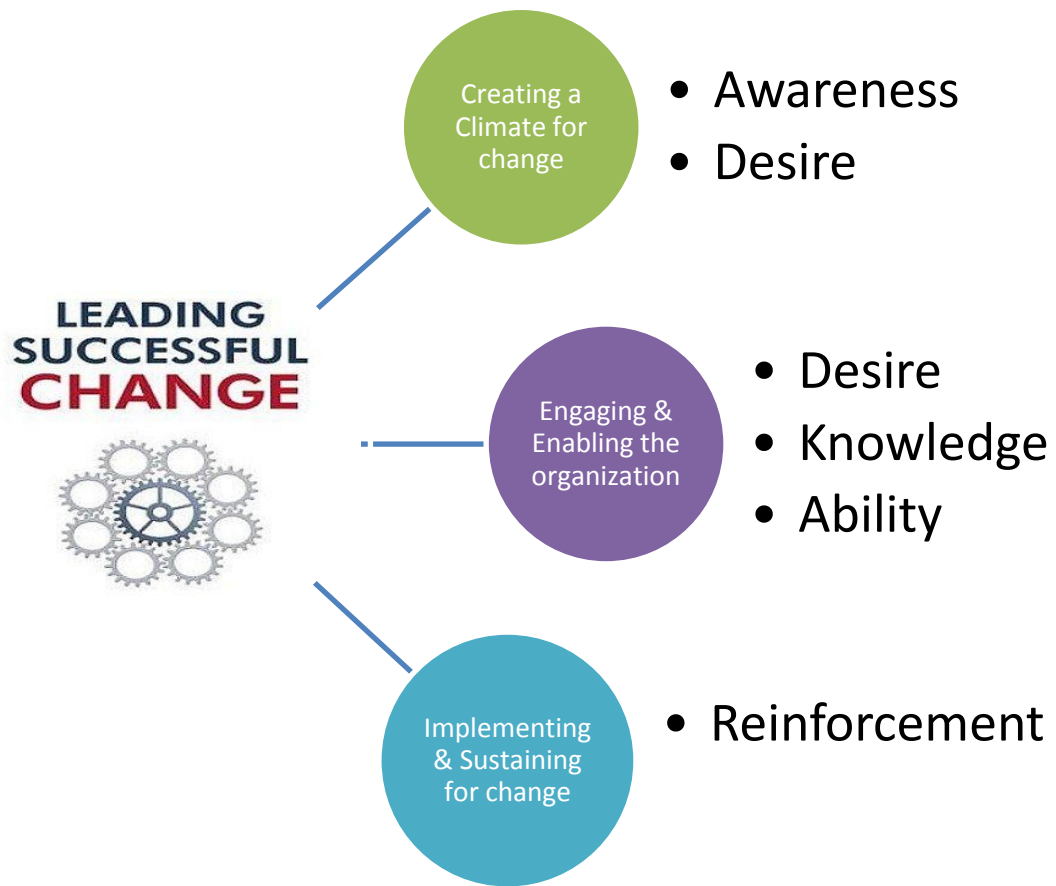 LEADING
SUCCESSFUL
CHANGE
Creating a
Climate for
change
• Awareness
• Desire
Engaging &
Enabling the
organization
• Desire
• Knowledge
• Ability
Implementing
& Sustaining
for change
• Reinforcement